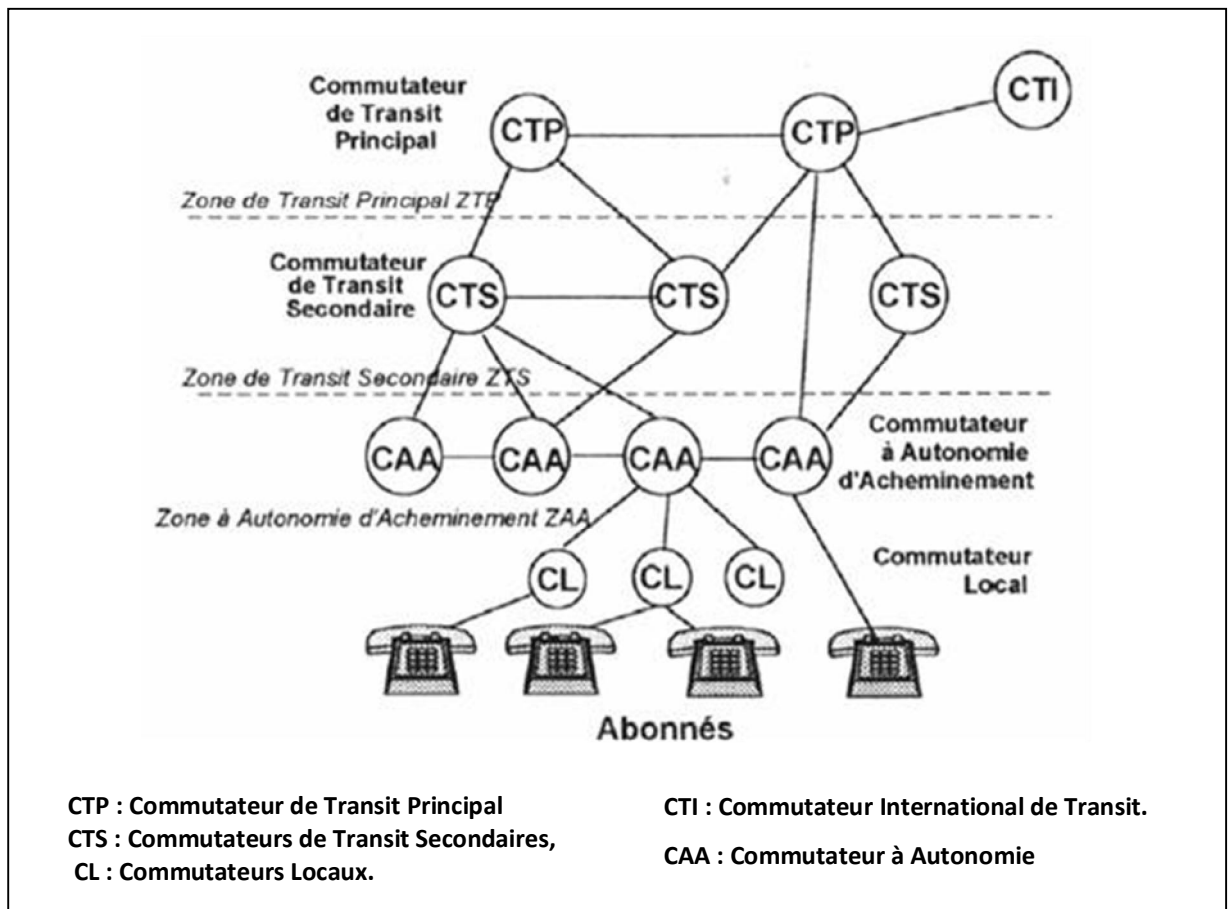 Commutateur
de Transit
Principal
CTP
CTP
CTI
Zone de Transit Principal ZTP
Commutateur
de Transit
Secondaire
CTS
CTS
CTS
Zone de Transit Secondaire ZTS
CAA
CAA
CAA
CAA
Commutateur
à Autonomie
d'Acheminement
Zone à Autonomie d'Acheminement ZAA
CL
CL
CL
Commutateur
Local
Abonnés
CTP : Commutateur de Transit Principal
CTS : Commutateurs de Transit Secondaires,
CL : Commutateurs Locaux.
CTI : Commutateur International de Transit.
CAA : Commutateur à Autonomie